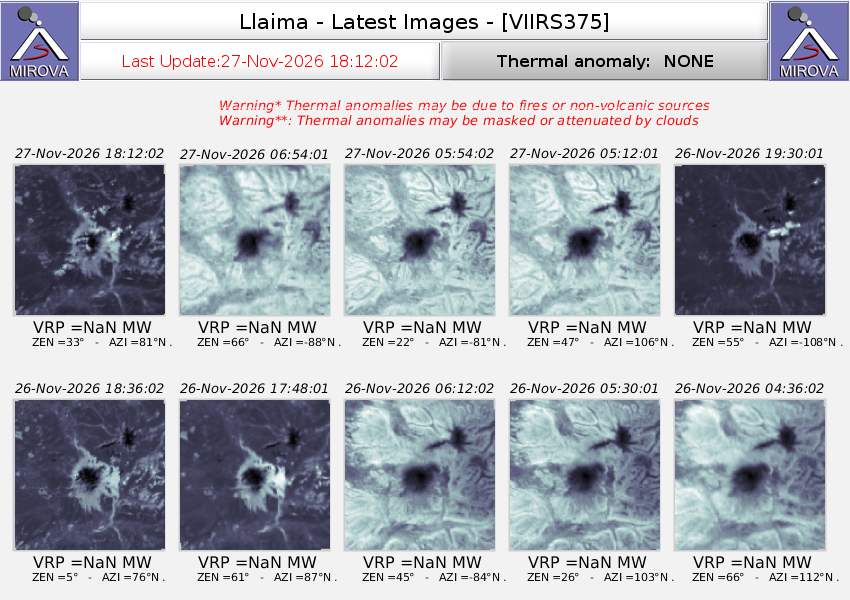 Llaima - Latest Images - [VIIRS375]
MIROVA
Last Update:27-Nov-2026 18:12:02
Thermal anomaly: NONE
MIROVA
Warning* Thermal anomalies may be due to fires or non-volcanic sources
Warning**: Thermal anomalies may be masked or attenuated by clouds
27-Nov-2026 18:12:02 27-Nov-2026 06:54:01 27-Nov-2026 05:54:02 27-Nov-2026 05:12:01 26-Nov-2026 19:30:01
VRP =NaN MW VRP =NaN MW VRP =NaN MW VRP =NaN MW VRP =NaN MW
ZEN =33° - AZI =81°N . ZEN =66° - AZI =-88°N . ZEN =22° - AZI =-81°N . ZEN =47° - AZI =106°N . ZEN =55° - AZI =-108°N .
26-Nov-2026 18:36:02 26-Nov-2026 17:48:01 26-Nov-2026 06:12:02 26-Nov-2026 05:30:01 26-Nov-2026 04:36:02
VRP =NaN MW VRP =NaN MW VRP =NaN MW VRP =NaN MW VRP =NaN MW
ZEN =5° - AZI =76°N . ZEN =61° - AZI =87°N . ZEN =45° - AZI =-84°N . ZEN =26° - AZI =103°N . ZEN =66° - AZI =112°N .